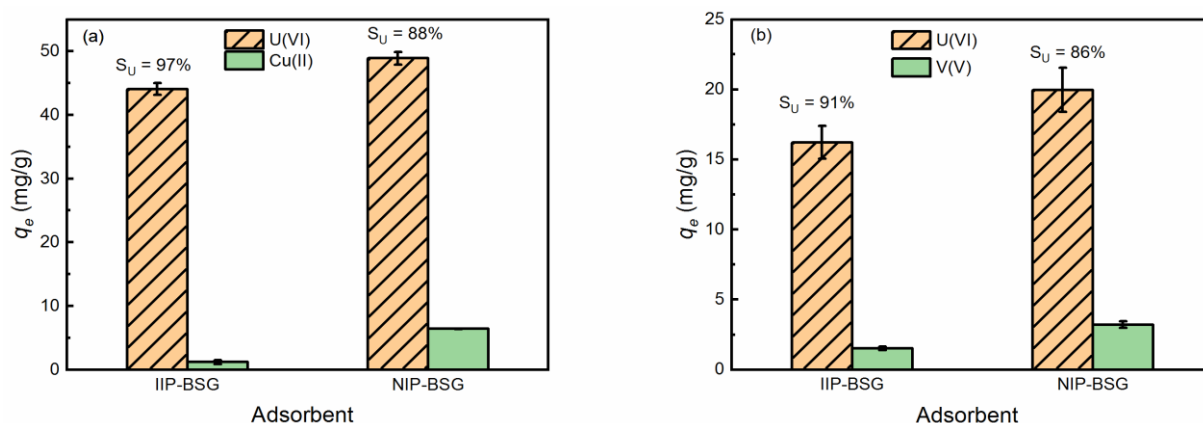 (a)
U(VI)
Cu(II)
S_U = 97%
S_U = 88%
50
40
30
20
10
0
q_e (mg/g)
IIP-BSG
NIP-BSG
Adsorbent
(b)
U(VI)
V(V)
S_U = 91%
S_U = 86%
25
20
15
10
5
0
q_e (mg/g)
IIP-BSG
NIP-BSG
Adsorbent